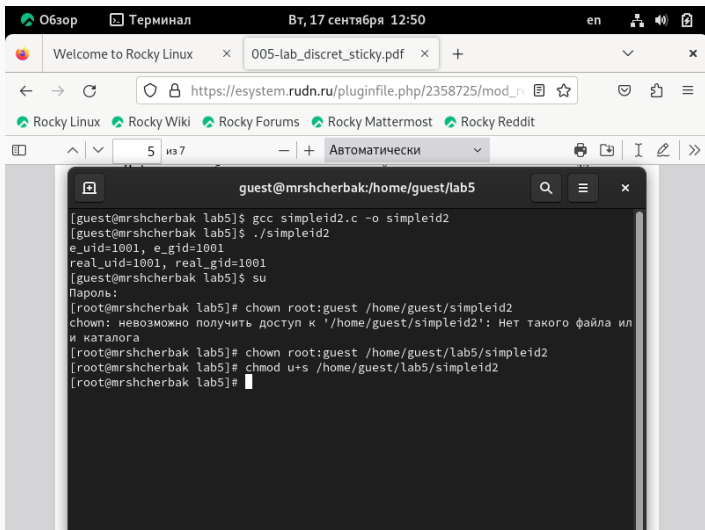 Обзор Терминал Вт, 17 сентября 12:50 en
Welcome to Rocky Linux × 005-lab_discret_sticky.pdf × +
https://esystem.rudn.ru/pluginfile.php/2358725/mod_re
Rocky Linux Rocky Wiki Rocky Forums Rocky Mattermost Rocky Reddit
5 из 7 — + Автоматически
guest@mrshcherbak:/home/guest/lab5
[guest@mrshcherbak lab5]$ gcc simpleid2.c -o simpleid2
[guest@mrshcherbak lab5]$ ./simpleid2
e_uid=1001, e_gid=1001
real_uid=1001, real_gid=1001
[guest@mrshcherbak lab5]$ su
Пароль:
[root@mrshcherbak lab5]# chown root:guest /home/guest/simpleid2
chown: невозможно получить доступ к '/home/guest/simpleid2': Нет такого файла ил
и каталога
[root@mrshcherbak lab5]# chown root:guest /home/guest/lab5/simpleid2
[root@mrshcherbak lab5]# chmod u+s /home/guest/lab5/simpleid2
[root@mrshcherbak lab5]#